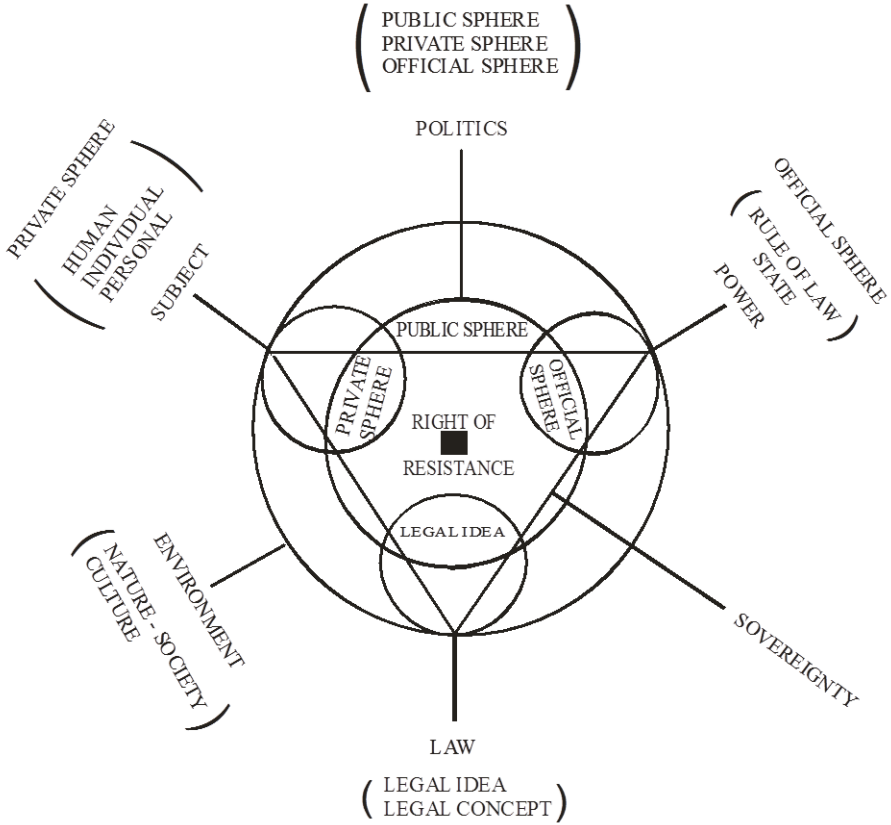 PUBLIC SPHERE
PRIVATE SPHERE
OFFICIAL SPHERE
POLITICS
PRIVATE SPHERE
HUMAN
INDIVIDUAL
PERSONAL
SUBJECT
OFFICIAL SPHERE
RULE OF LAW
STATE
POWER
PUBLIC SPHERE
PRIVATE
SPHERE
OFFICIAL
SPHERE
RIGHT OF
RESISTANCE
LEGAL IDEA
ENVIRONMENT
NATURE - SOCIETY
CULTURE
SOVEREIGNTY
LAW
LEGAL IDEA
LEGAL CONCEPT